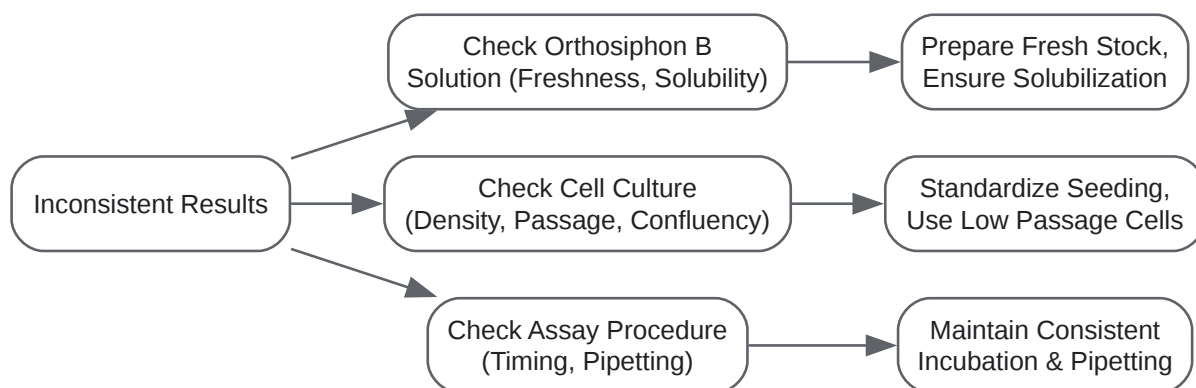 Inconsistent Results
Check Orthosiphon B
Solution (Freshness, Solubility)
Prepare Fresh Stock,
Ensure Solubilization
Check Cell Culture
(Density, Passage, Confluency)
Standardize Seeding,
Use Low Passage Cells
Check Assay Procedure
(Timing, Pipetting)
Maintain Consistent
Incubation & Pipetting